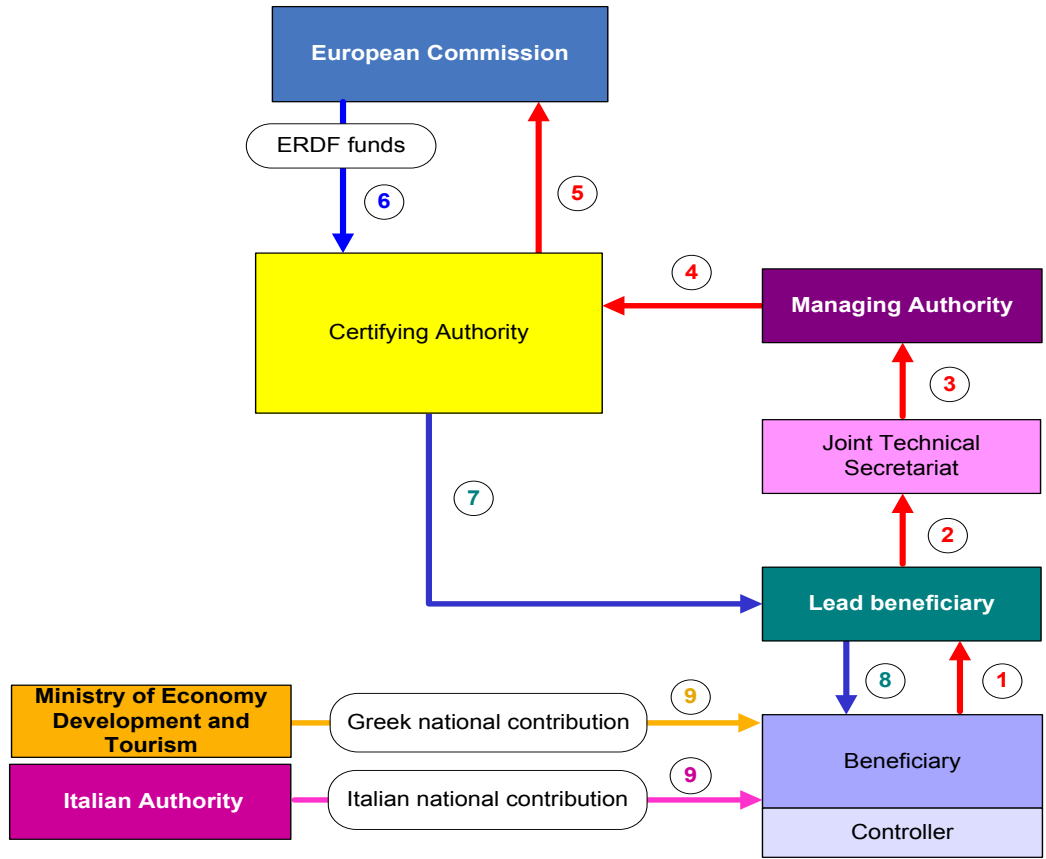 European Commission
ERDF funds
6
5
4
Certifying Authority
Managing Authority
3
Joint Technical
Secretariat
7
2
Lead beneficiary
8
1
Ministry of Economy
Development and
Tourism
Greek national contribution
9
Beneficiary
Italian Authority
Italian national contribution
9
Controller